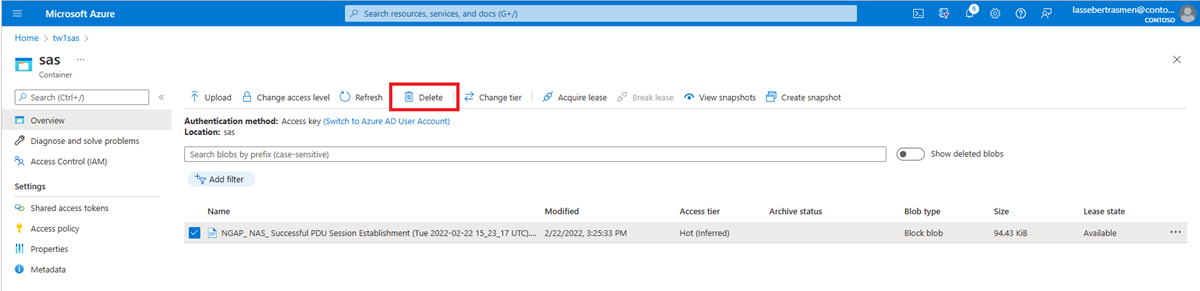 Microsoft Azure
Search resources, services, and docs (G+/)
6
lassebertrasmen@conto...
CONTOSO
Home > tw1sas >
sas ...
Container
Search (Ctrl+/) «
Overview
Diagnose and solve problems
Access Control (IAM)
Settings
Shared access tokens
Access policy
Properties
Metadata
Upload Change access level Refresh Delete Change tier Acquire lease Break lease View snapshots Create snapshot
Authentication method: Access key (Switch to Azure AD User Account)
Location: sas
Search blobs by prefix (case-sensitive) Show deleted blobs
Add filter
Name Modified Access tier Archive status Blob type Size Lease state
NGAP_ NAS_ Successful PDU Session Establishment (Tue 2022-02-22 15_23_17 UTC).... 2/22/2022, 3:25:33 PM Hot (Inferred) Block blob 94.43 KiB Available ...